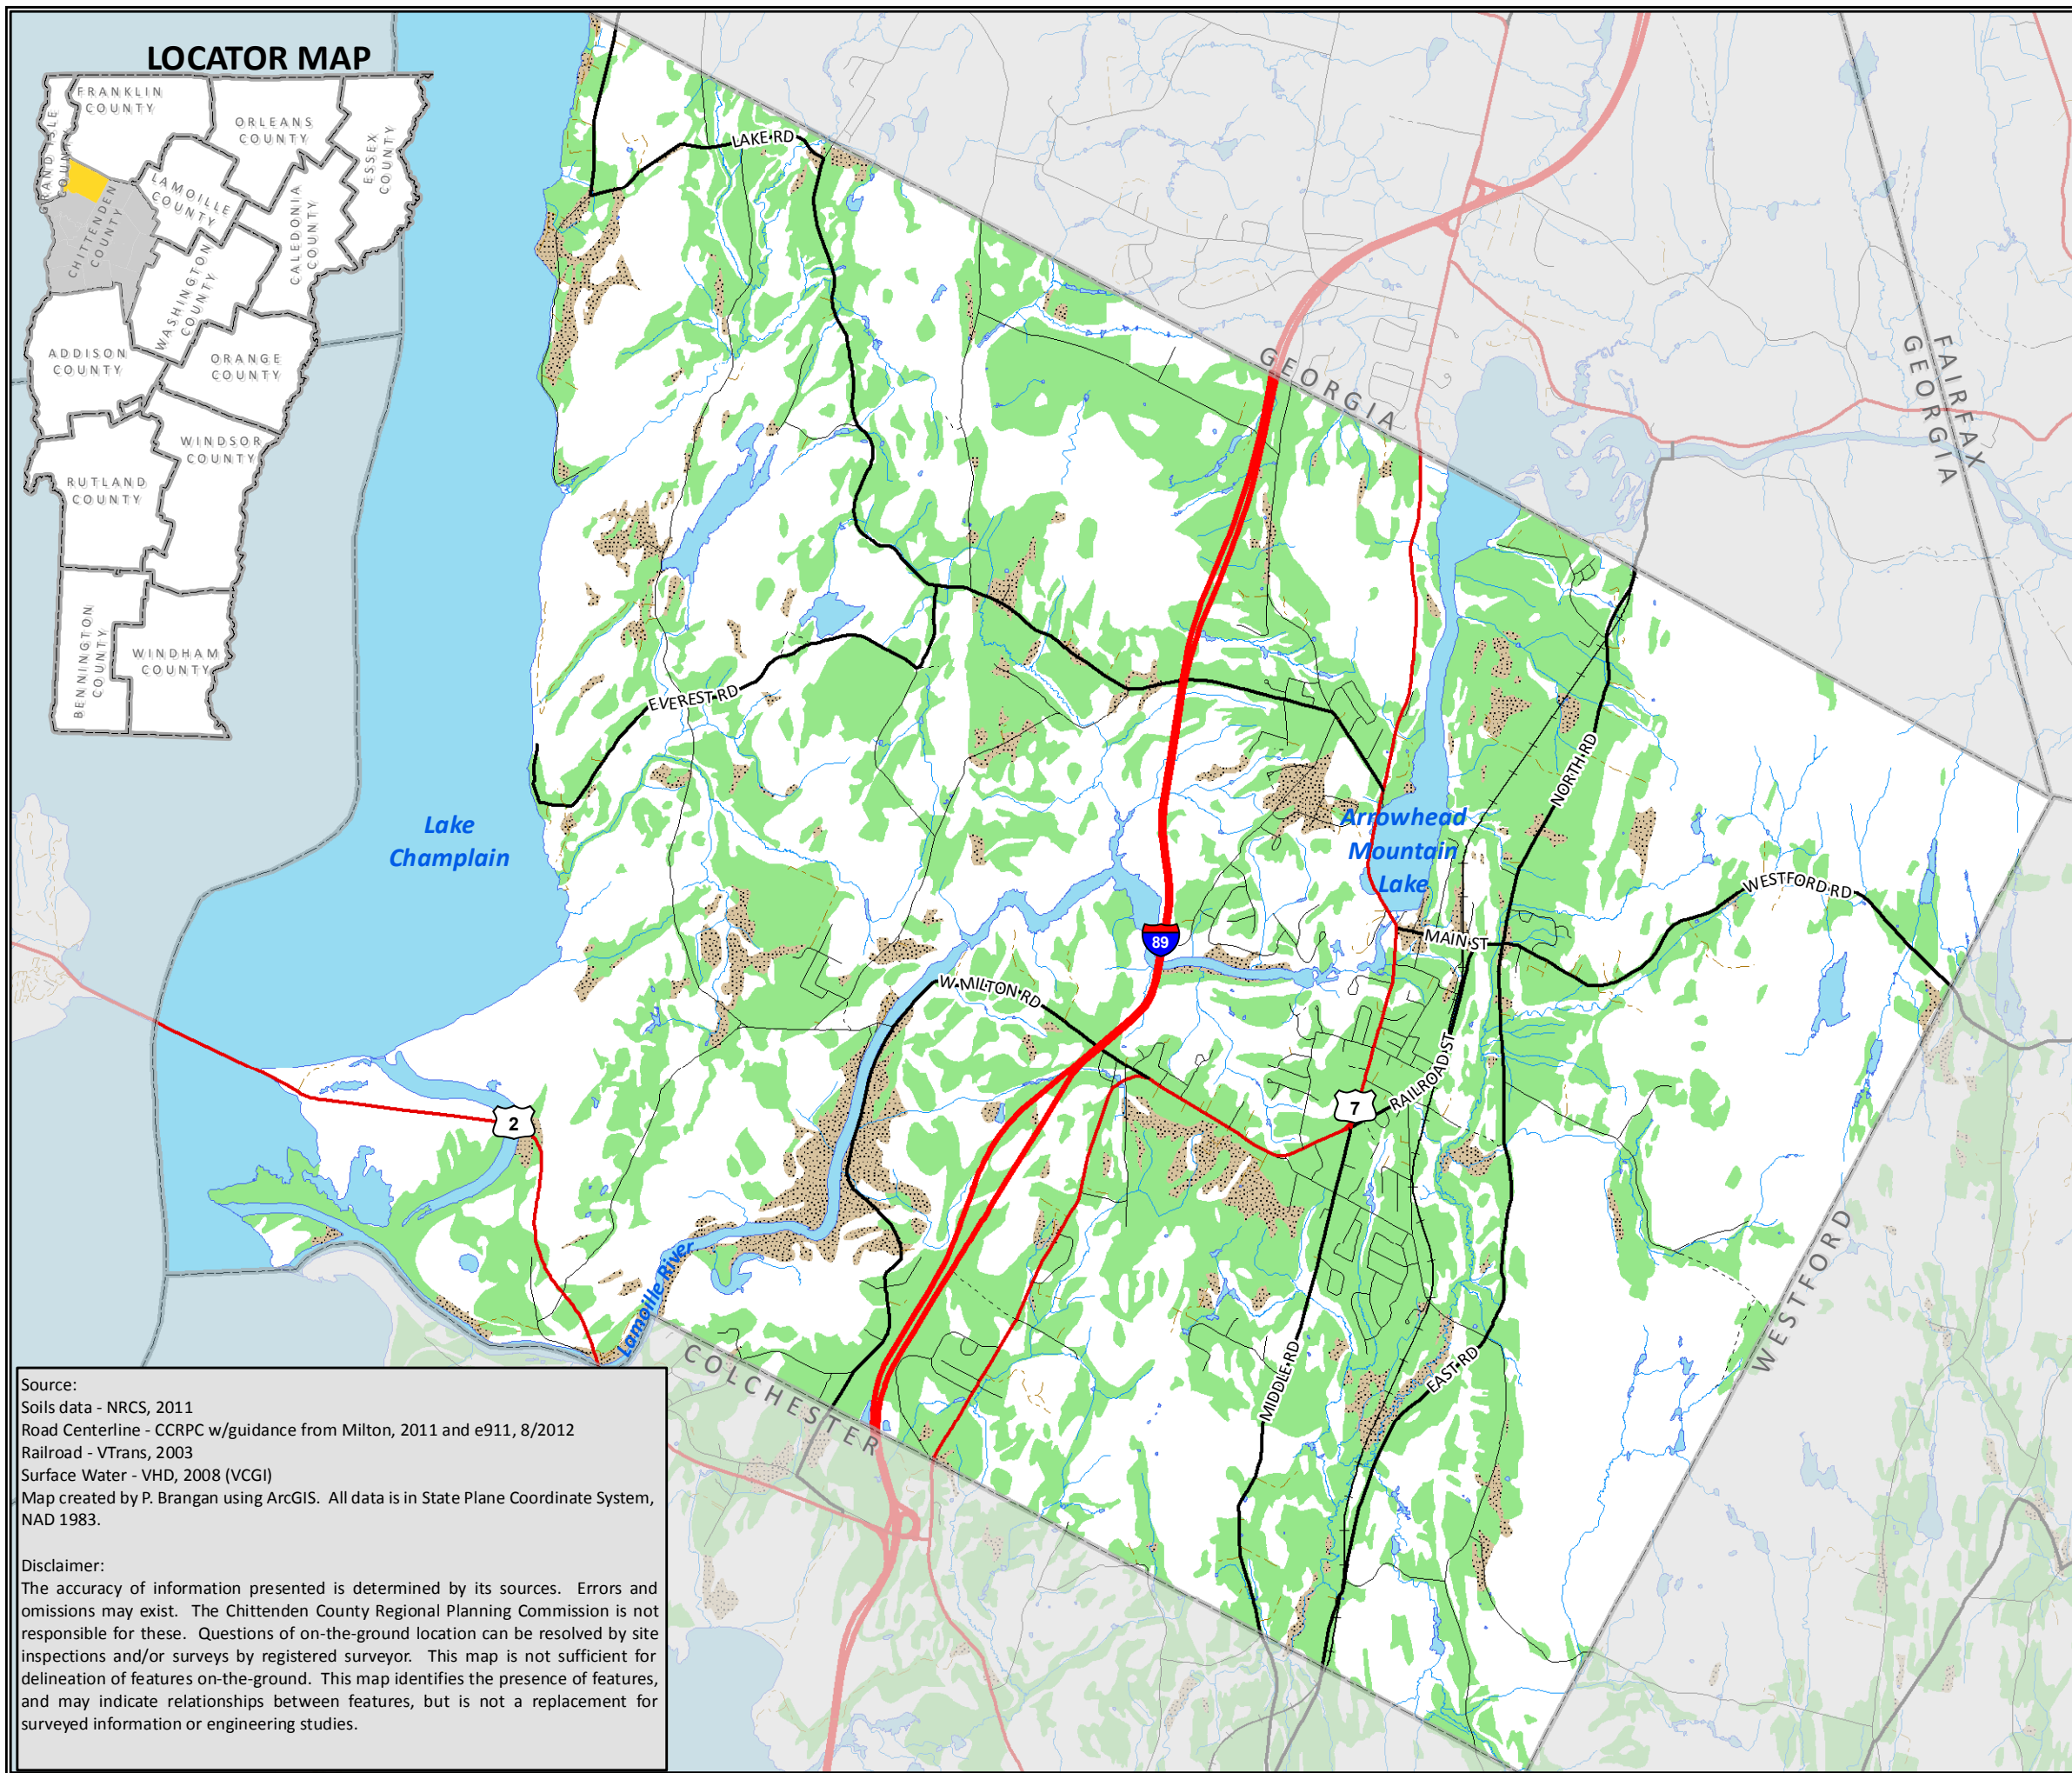 LOCATOR MAP
FRANKLIN
COUNTY
GRAND ISLE
COUNTY
ORLEANS
COUNTY
ESSEX
COUNTY
LAMOILLE
COUNTY
CHITTENDEN
COUNTY
CALEDONIA
COUNTY
WASHINGTON
COUNTY
ADDISON
COUNTY
ORANGE
COUNTY
WINDSOR
COUNTY
RUTLAND
COUNTY
BENNINGTON
COUNTY
WINDHAM
COUNTY
LAKE RD
GEORGIA
FAIRFAX
GEORGIA
EVEREST RD
NORTH RD
Lake
Champlain
Arrowhead
Mountain
Lake
WESTFORD RD
89
MAIN ST
W MILTON RD
RAILROAD ST
7
2
Lamoille River
WESTFORD
MIDDLE RD
EAST RD
COLCHESTER
Source:
Soils data - NRCS, 2011
Road Centerline - CCRPC w/guidance from Milton, 2011 and e911, 8/2012
Railroad - VTrans, 2003
Surface Water - VHD, 2008 (VCGI)
Map created by P. Brangan using ArcGIS. All data is in State Plane Coordinate System,
NAD 1983.
Disclaimer:
The accuracy of information presented is determined by its sources. Errors and
omissions may exist. The Chittenden County Regional Planning Commission is not
responsible for these. Questions of on-the-ground location can be resolved by site
inspections and/or surveys by registered surveyor. This map is not sufficient for
delineation of features on-the-ground. This map identifies the presence of features,
and may indicate relationships between features, but is not a replacement for
surveyed information or engineering studies.